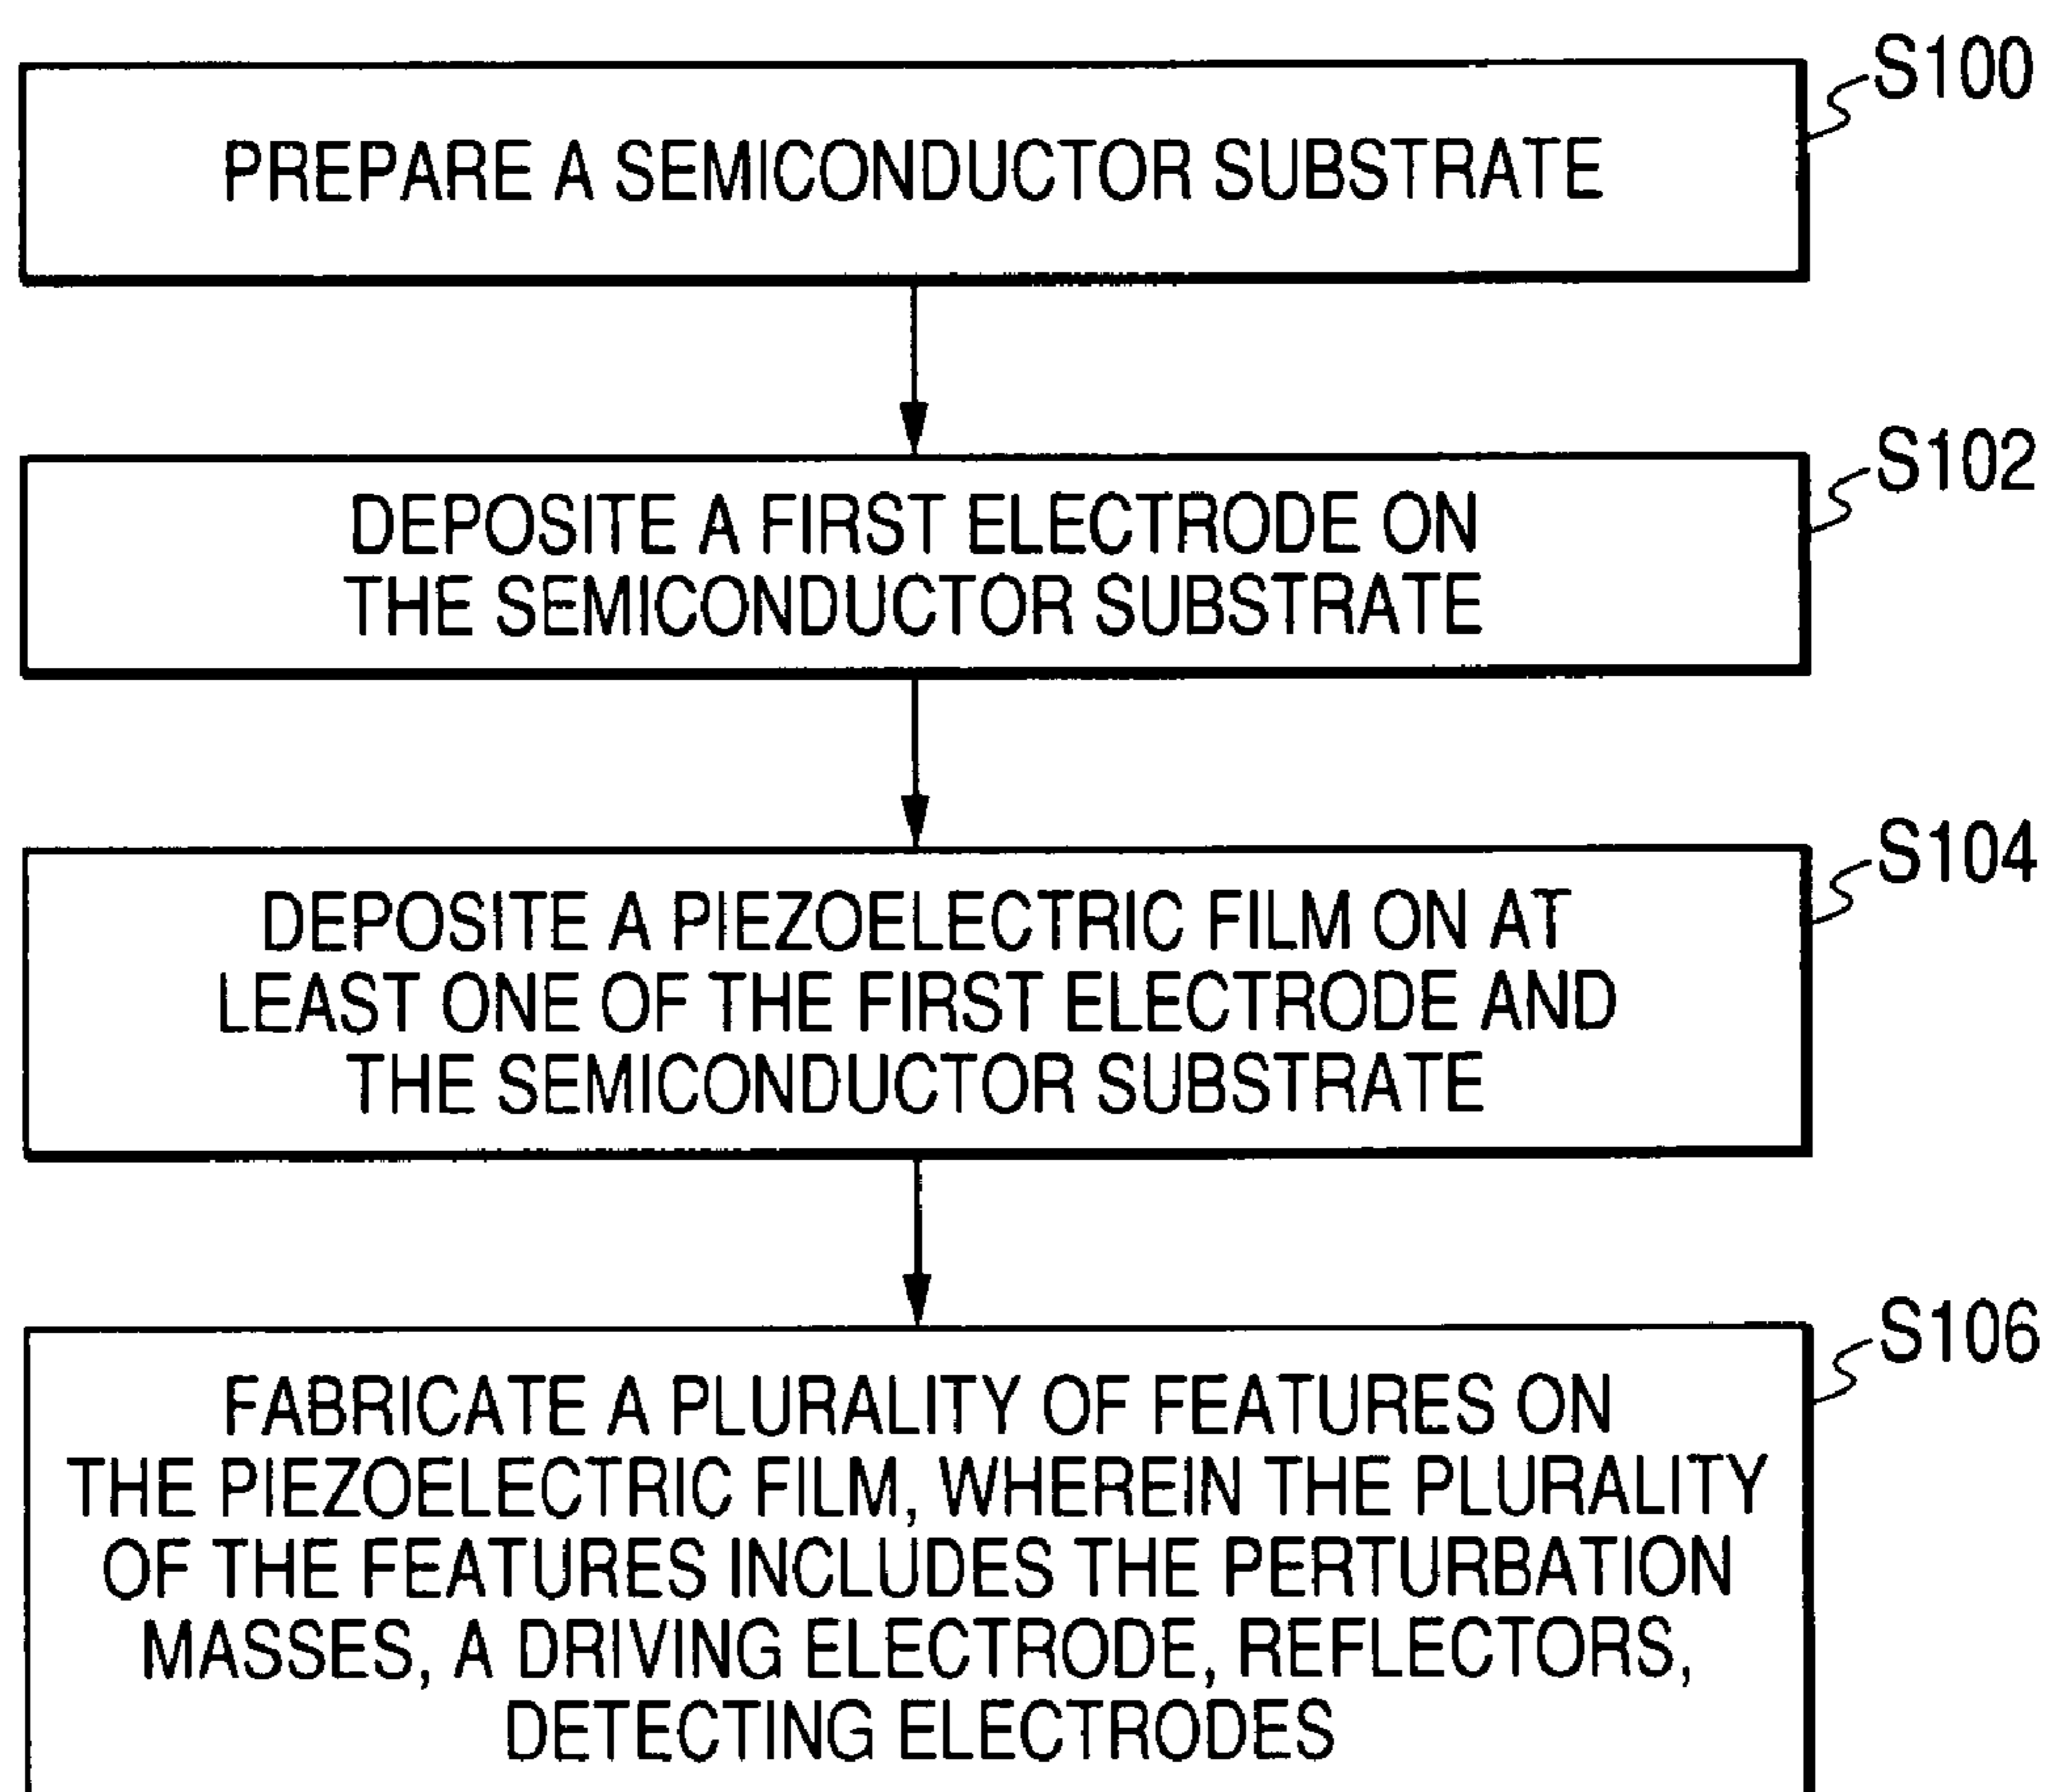 S100
PREPARE A SEMICONDUCTOR SUBSTRATE
S102
DEPOSITE A FIRST ELECTRODE ON
THE SEMICONDUCTOR SUBSTRATE
S104
DEPOSITE A PIEZOELECTRIC FILM ON AT
LEAST ONE OF THE FIRST ELECTRODE AND
THE SEMICONDUCTOR SUBSTRATE
S106
FABRICATE A PLURALITY OF FEATURES ON
THE PIEZOELECTRIC FILM, WHEREIN THE PLURALITY
OF THE FEATURES INCLUDES THE PERTURBATION
MASSES, A DRIVING ELECTRODE, REFLECTORS,
DETECTING ELECTRODES